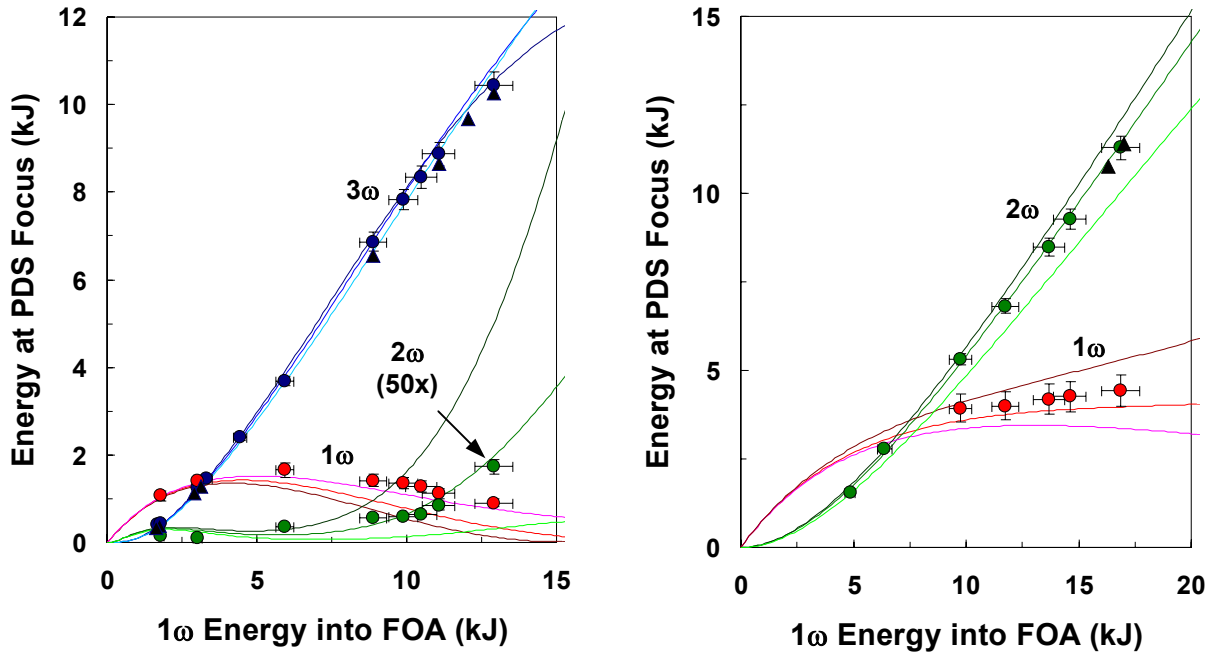 Energy at PDS Focus (kJ)
12
10
8
6
4
2
0
3ω
2ω
(50x)
1ω
0
5
10
15
1ω Energy into FOA (kJ)
Energy at PDS Focus (kJ)
15
10
5
0
2ω
1ω
0
5
10
15
20
1ω Energy into FOA (kJ)